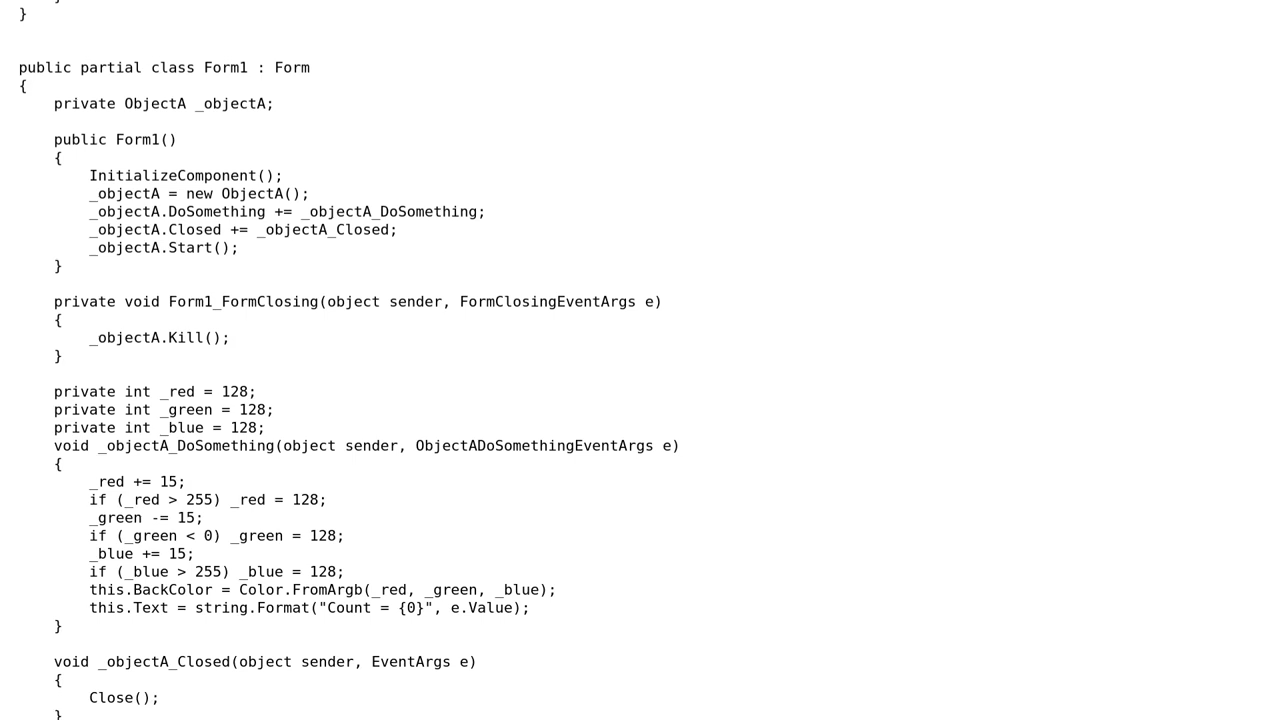 }
public partial class Form1 : Form
{
    private ObjectA _objectA;
    public Form1()
    {
        InitializeComponent();
        _objectA = new ObjectA();
        _objectA.DoSomething += _objectA_DoSomething;
        _objectA.Closed += _objectA_Closed;
        _objectA.Start();
    }
    private void Form1_FormClosing(object sender, FormClosingEventArgs e)
    {
        _objectA.Kill();
    }
    private int _red = 128;
    private int _green = 128;
    private int _blue = 128;
    void _objectA_DoSomething(object sender, ObjectADoSomethingEventArgs e)
    {
        _red += 15;
        if (_red > 255) _red = 128;
        _green -= 15;
        if (_green < 0) _green = 128;
        _blue += 15;
        if (_blue > 255) _blue = 128;
        this.BackColor = Color.FromArgb(_red, _green, _blue);
        this.Text = string.Format("Count = {0}", e.Value);
    }
    void _objectA_Closed(object sender, EventArgs e)
    {
        Close();
    }